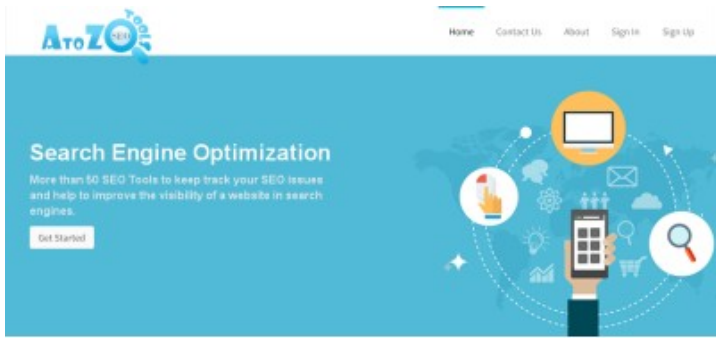 AToZ SEO Tools
Home Contact Us About Sign In Sign Up
Search Engine Optimization
More than 50 SEO Tools to keep track your SEO issues
and help to improve the visibility of a website in search
engines.
Get Started